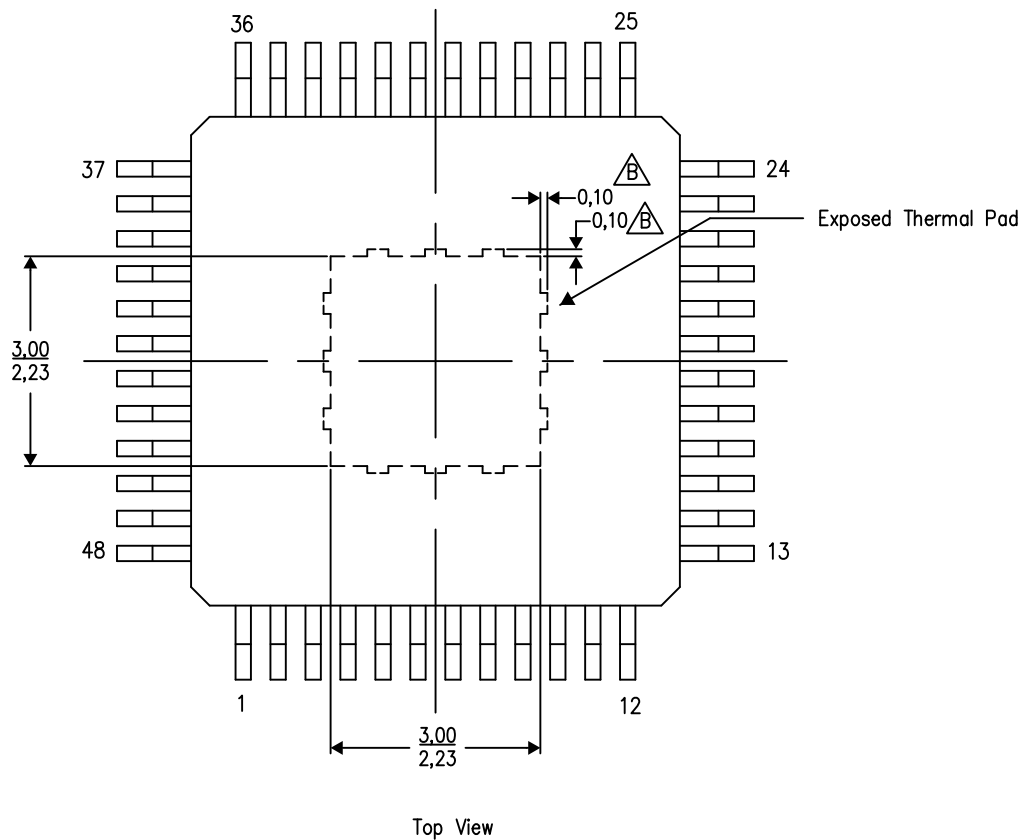 36 25
37 24
B
0,10
0,10 B
Exposed Thermal Pad
3,00
2,23
48 13
1 12
3,00
2,23
Top View